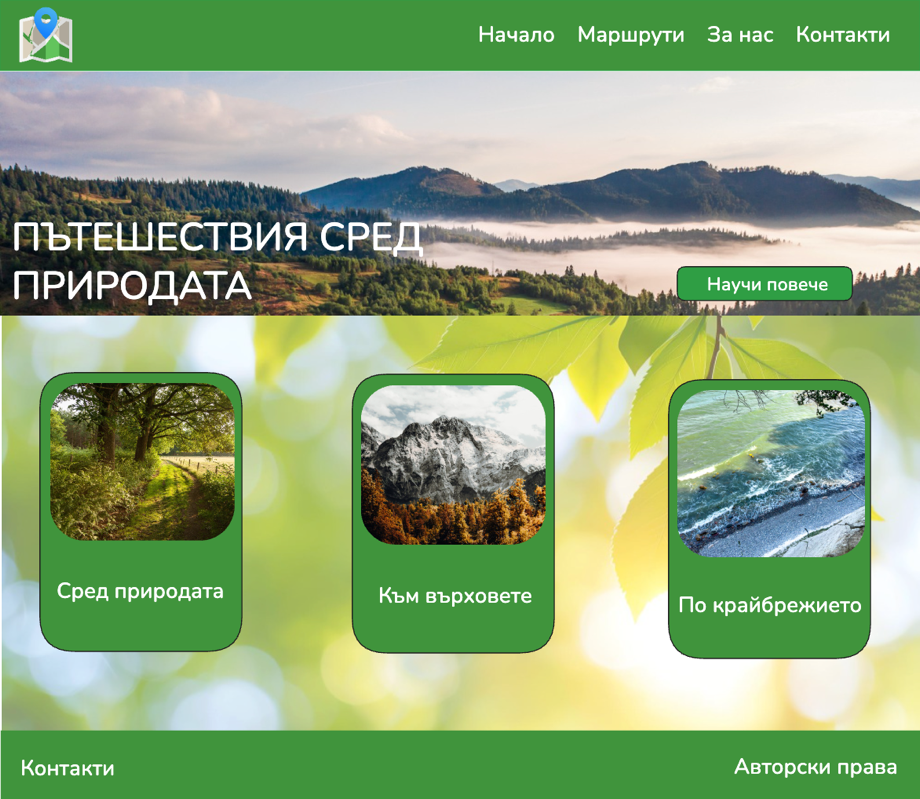 Начало Маршрути За нас Контакти
ПЪТЕШЕСТВИЯ СРЕД
ПРИРОДАТА
Научи повече
Сред природата
Към върховете
По крайбрежието
Контакти
Авторски права